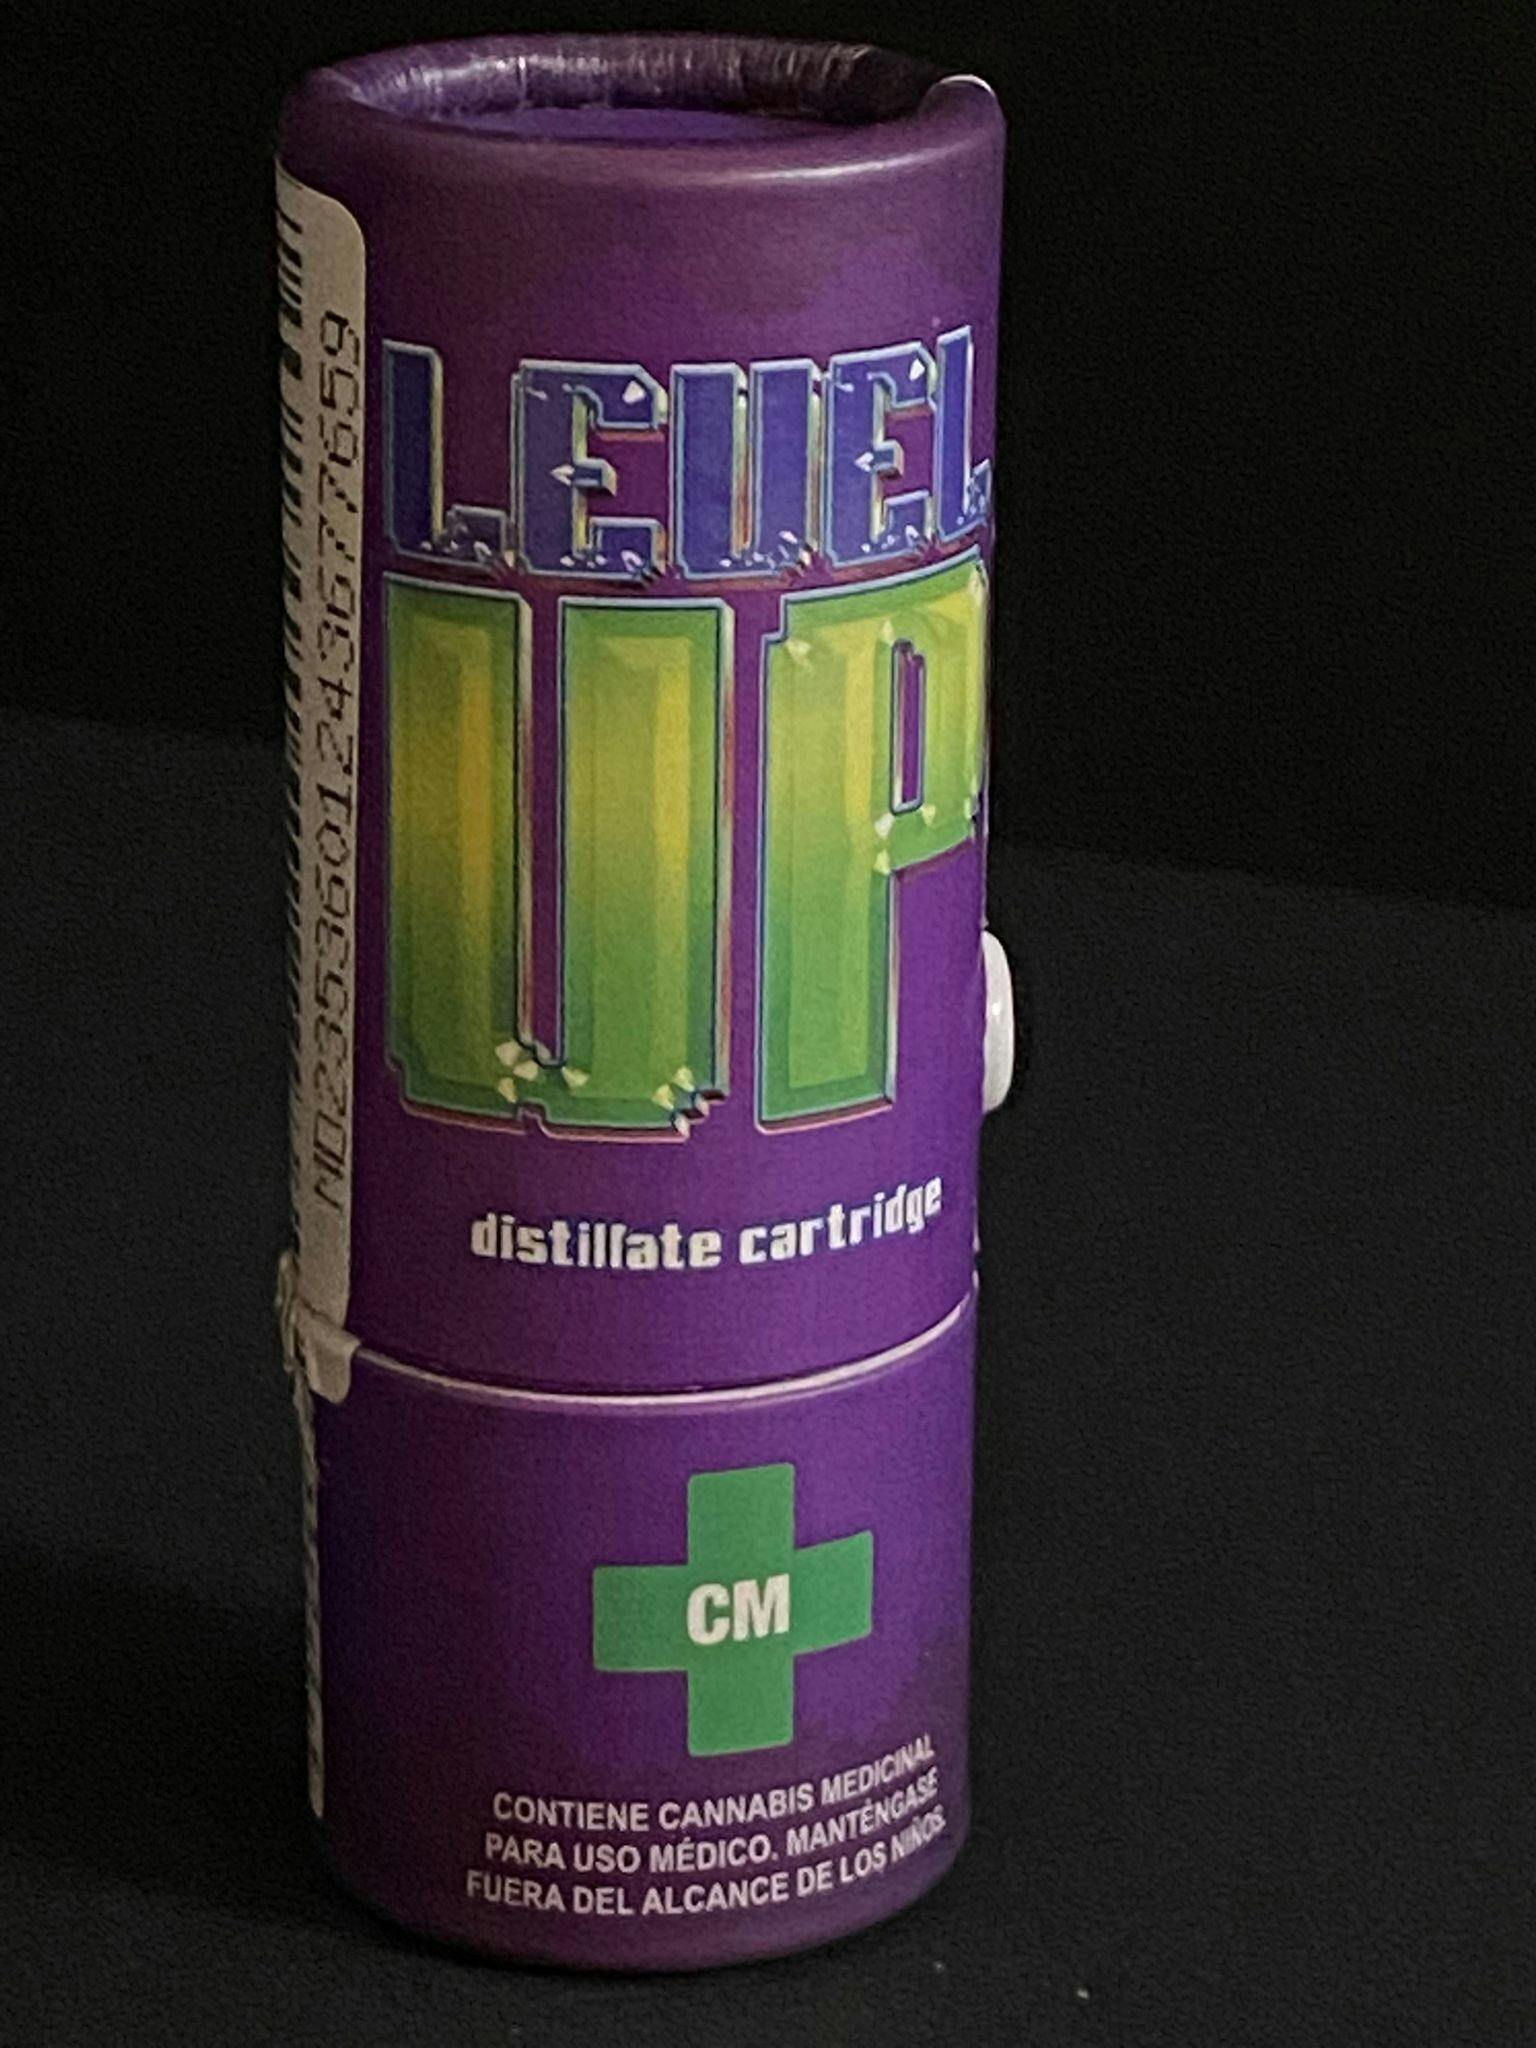 LEVEL
UP
distillate cartridge
CM
CONTIENE CANNABIS MEDICINAL
PARA USO MÉDICO. MANTÉNGASE
FUERA DEL ALCANCE DE LOS NIÑOS.